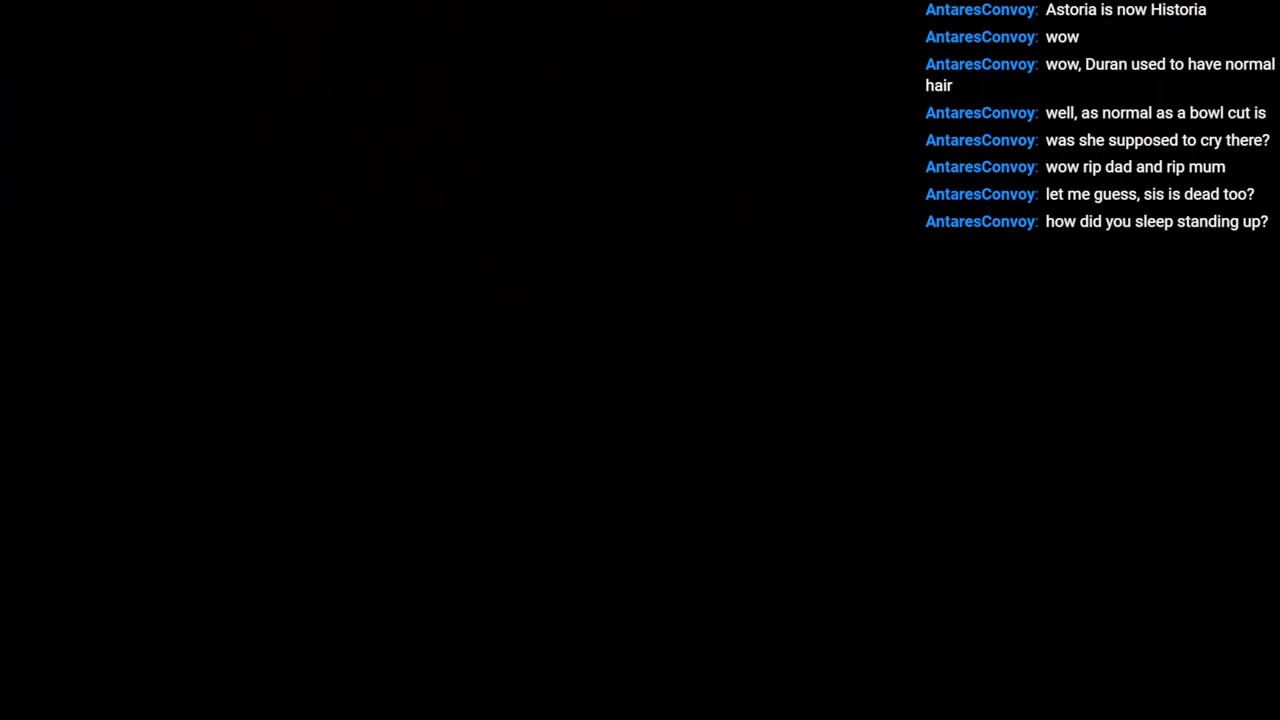 AntaresConvoy: Astoria is now Historia
AntaresConvoy: wow
AntaresConvoy: wow, Duran used to have normal
hair
AntaresConvoy: well, as normal as a bowl cut is
AntaresConvoy: was she supposed to cry there?
AntaresConvoy: wow rip dad and rip mum
AntaresConvoy: let me guess, sis is dead too?
AntaresConvoy: how did you sleep standing up?